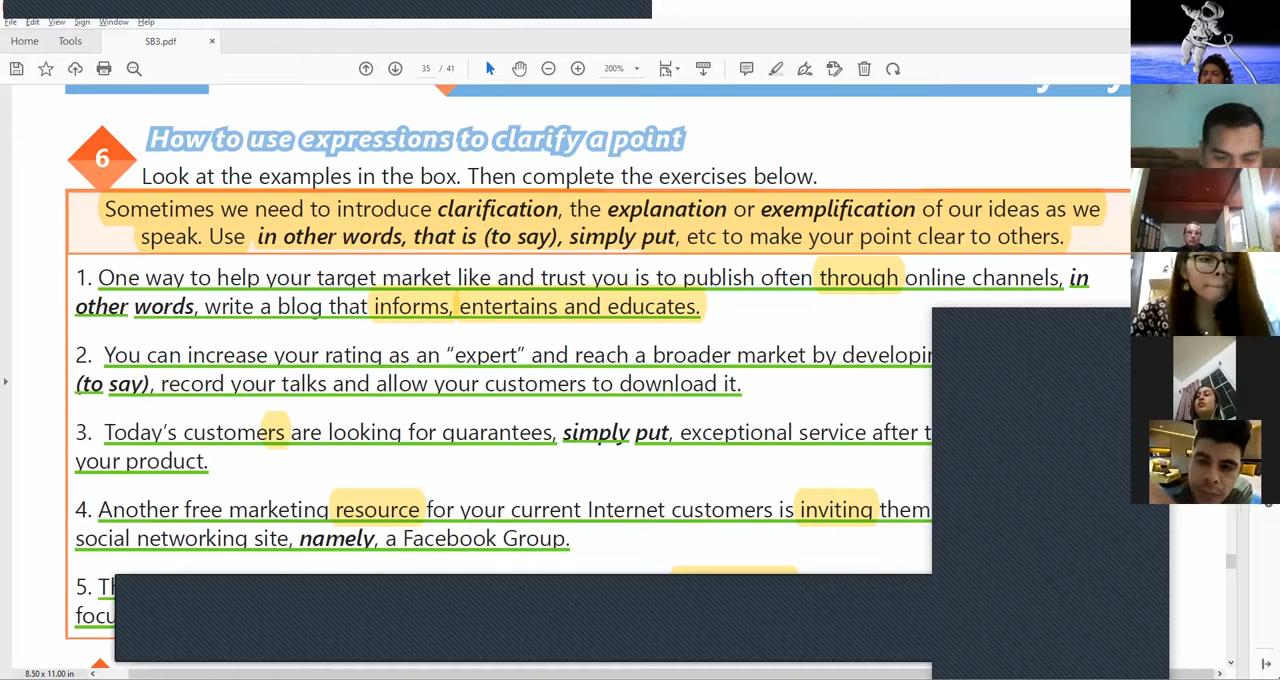 File Edit View Sign Window Help
Home Tools SB3.pdf ×
35 / 41 200%
How to use expressions to clarify a point
6
Look at the examples in the box. Then complete the exercises below.
Sometimes we need to introduce clarification, the explanation or exemplification of our ideas as we
speak. Use in other words, that is (to say), simply put, etc to make your point clear to others.
1. One way to help your target market like and trust you is to publish often through online channels, in
other words, write a blog that informs, entertains and educates.
2. You can increase your rating as an “expert” and reach a broader market by
(to say), record your talks and allow your customers to download it.
3. Today’s customers are looking for guarantees, simply put, exceptional service after
your product.
4. Another free marketing resource for your current Internet customers is inviting them
social networking site, namely, a Facebook Group.
5.
8.50 x 11.00 in